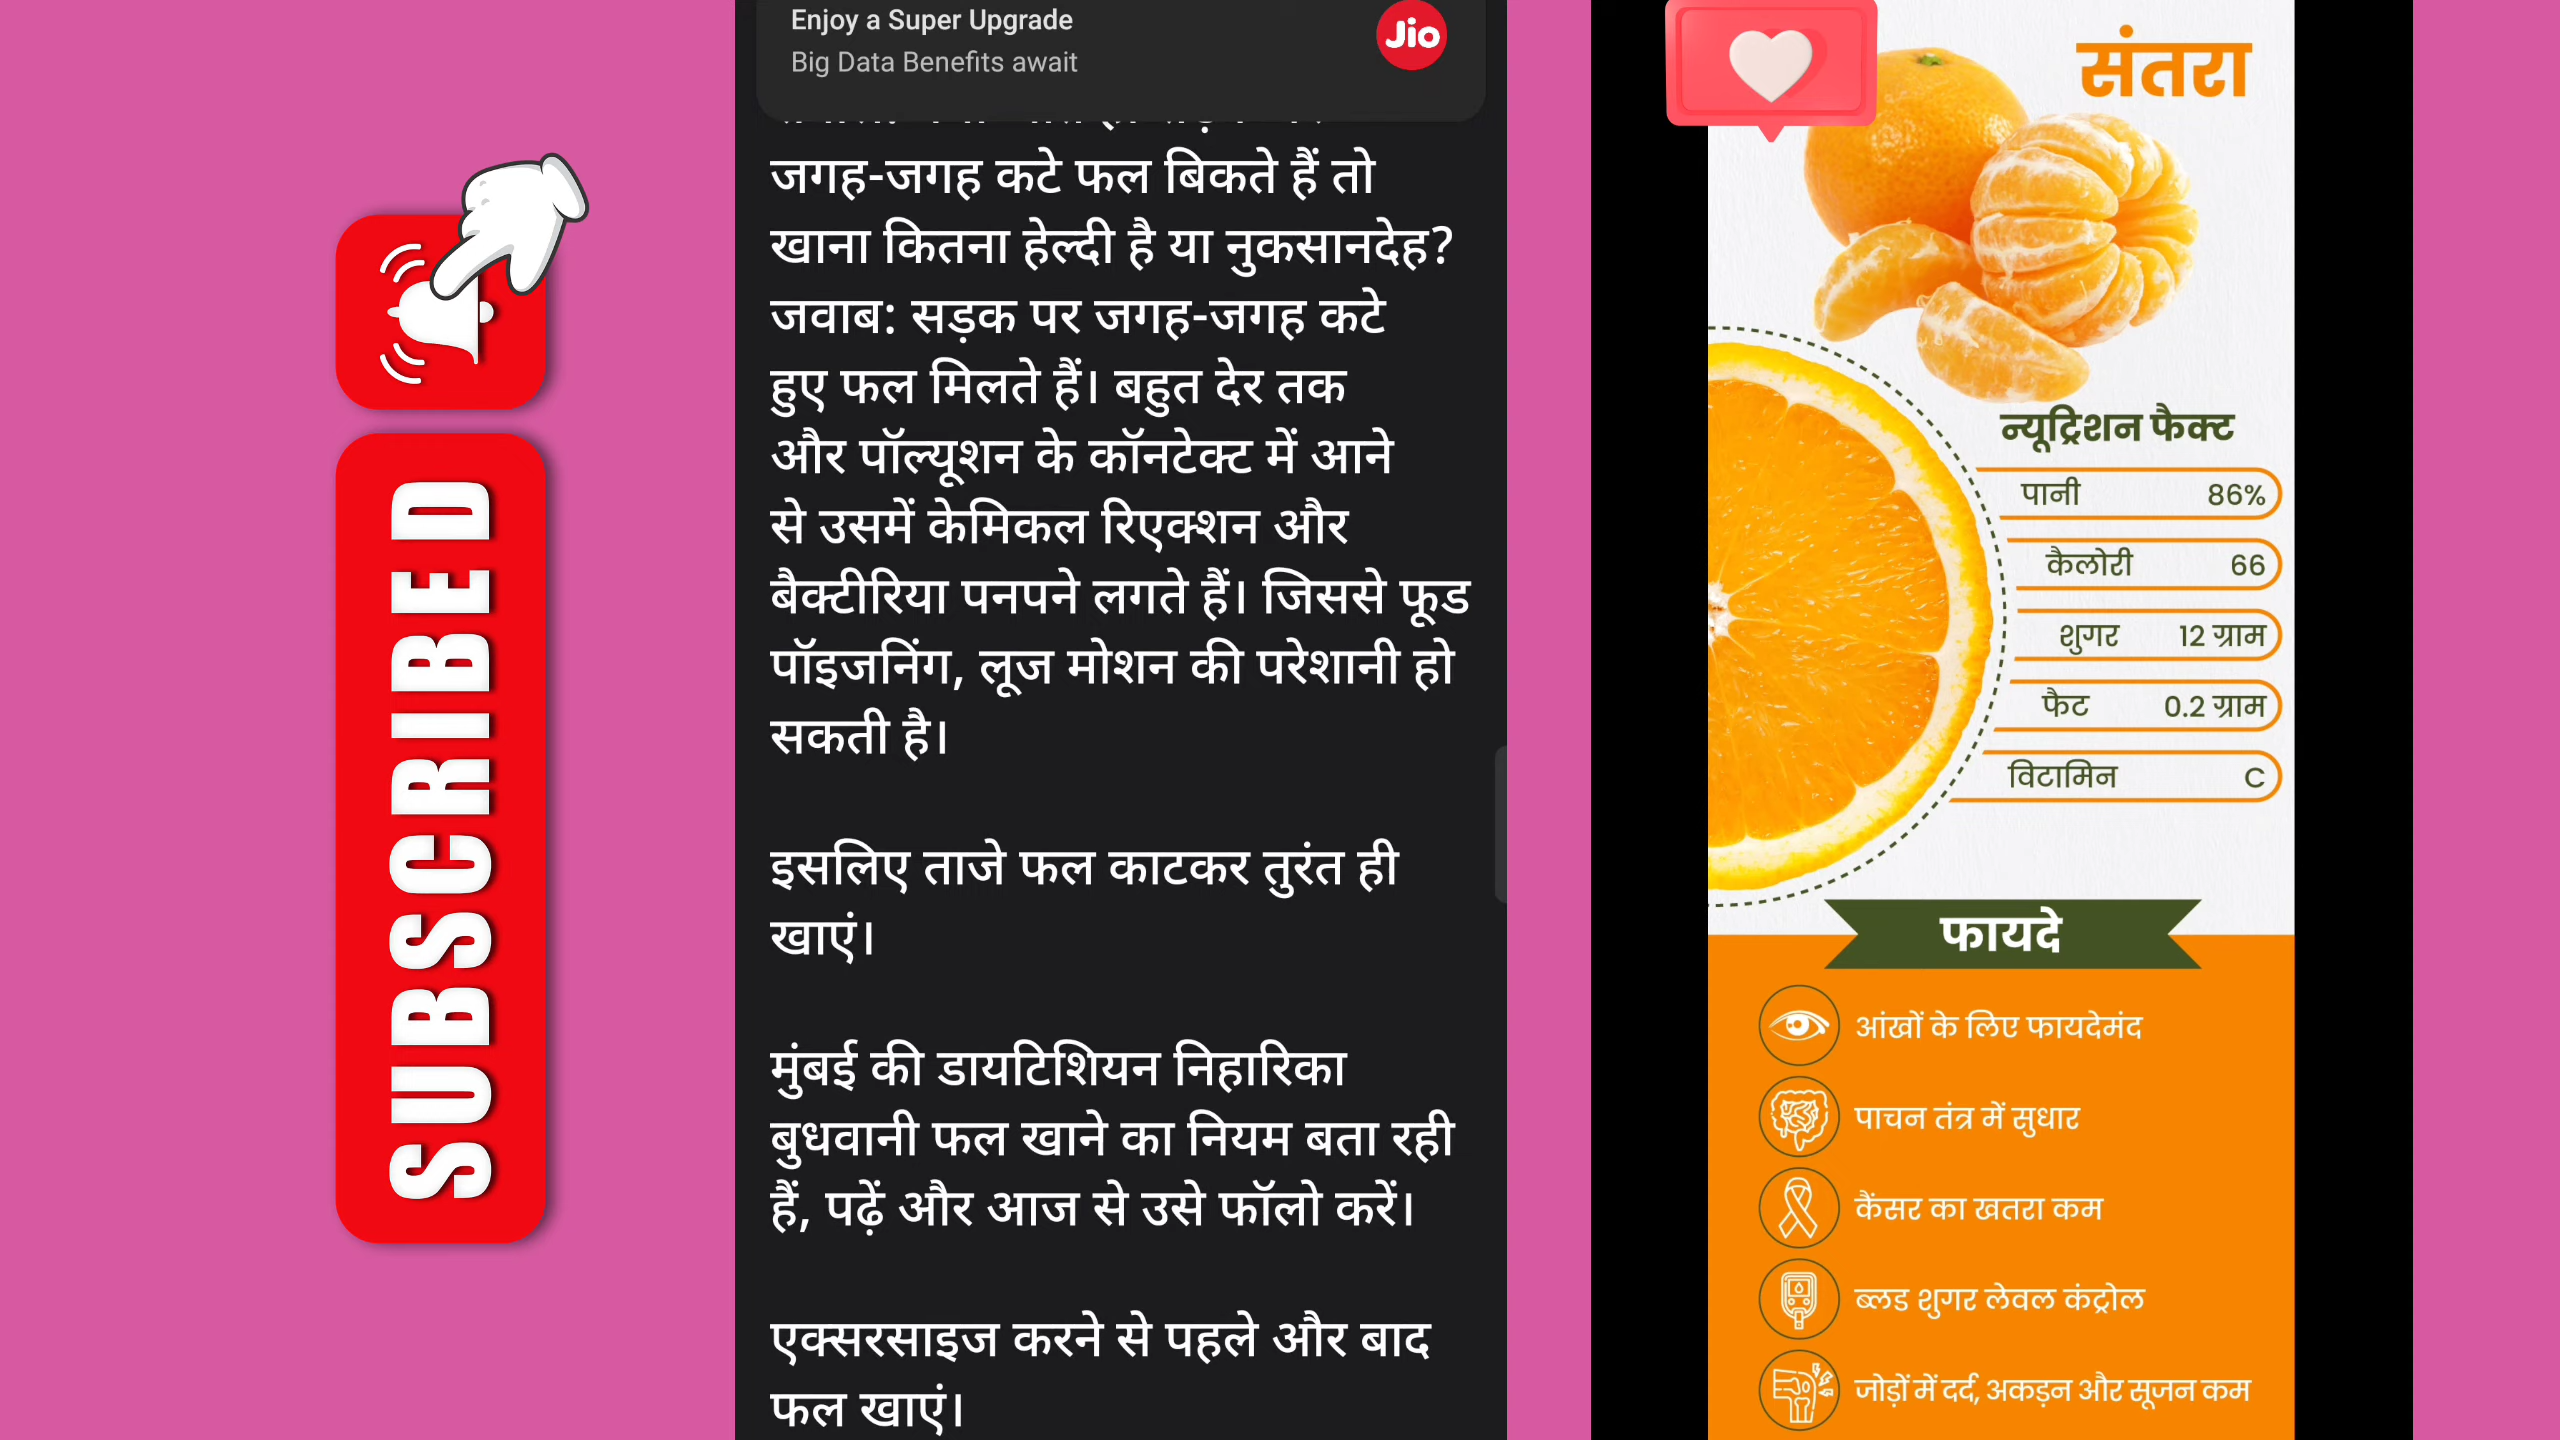 SUBSCRIBED
Enjoy a Super Upgrade
Big Data Benefits await
Jio
जगह-जगह कटे फल बिकते हैं तो
खाना कितना हेल्दी है या नुकसानदेह?
जवाब: सड़क पर जगह-जगह कटे
हुए फल मिलते हैं। बहुत देर तक
और पॉल्यूशन के कॉनटेक्ट में आने
से उसमें केमिकल रिएक्शन और
बैक्टीरिया पनपने लगते हैं। जिससे फूड
पॉइजनिंग, लूज मोशन की परेशानी हो
सकती है।
इसलिए ताजे फल काटकर तुरंत ही
खाएं।
मुंबई की डायटिशियन निहारिका
बुधवानी फल खाने का नियम बता रही
हैं, पढ़ें और आज से उसे फॉलो करें।
एक्सरसाइज करने से पहले और बाद
फल खाएं।
संतरा
न्यूट्रिशन फैक्ट
पानी 86%
कैलोरी 66
शुगर 12 ग्राम
फैट 0.2 ग्राम
विटामिन C
फायदे
आंखों के लिए फायदेमंद
पाचन तंत्र में सुधार
कैंसर का खतरा कम
ब्लड शुगर लेवल कंट्रोल
जोड़ों में दर्द, अकड़न और सूजन कम